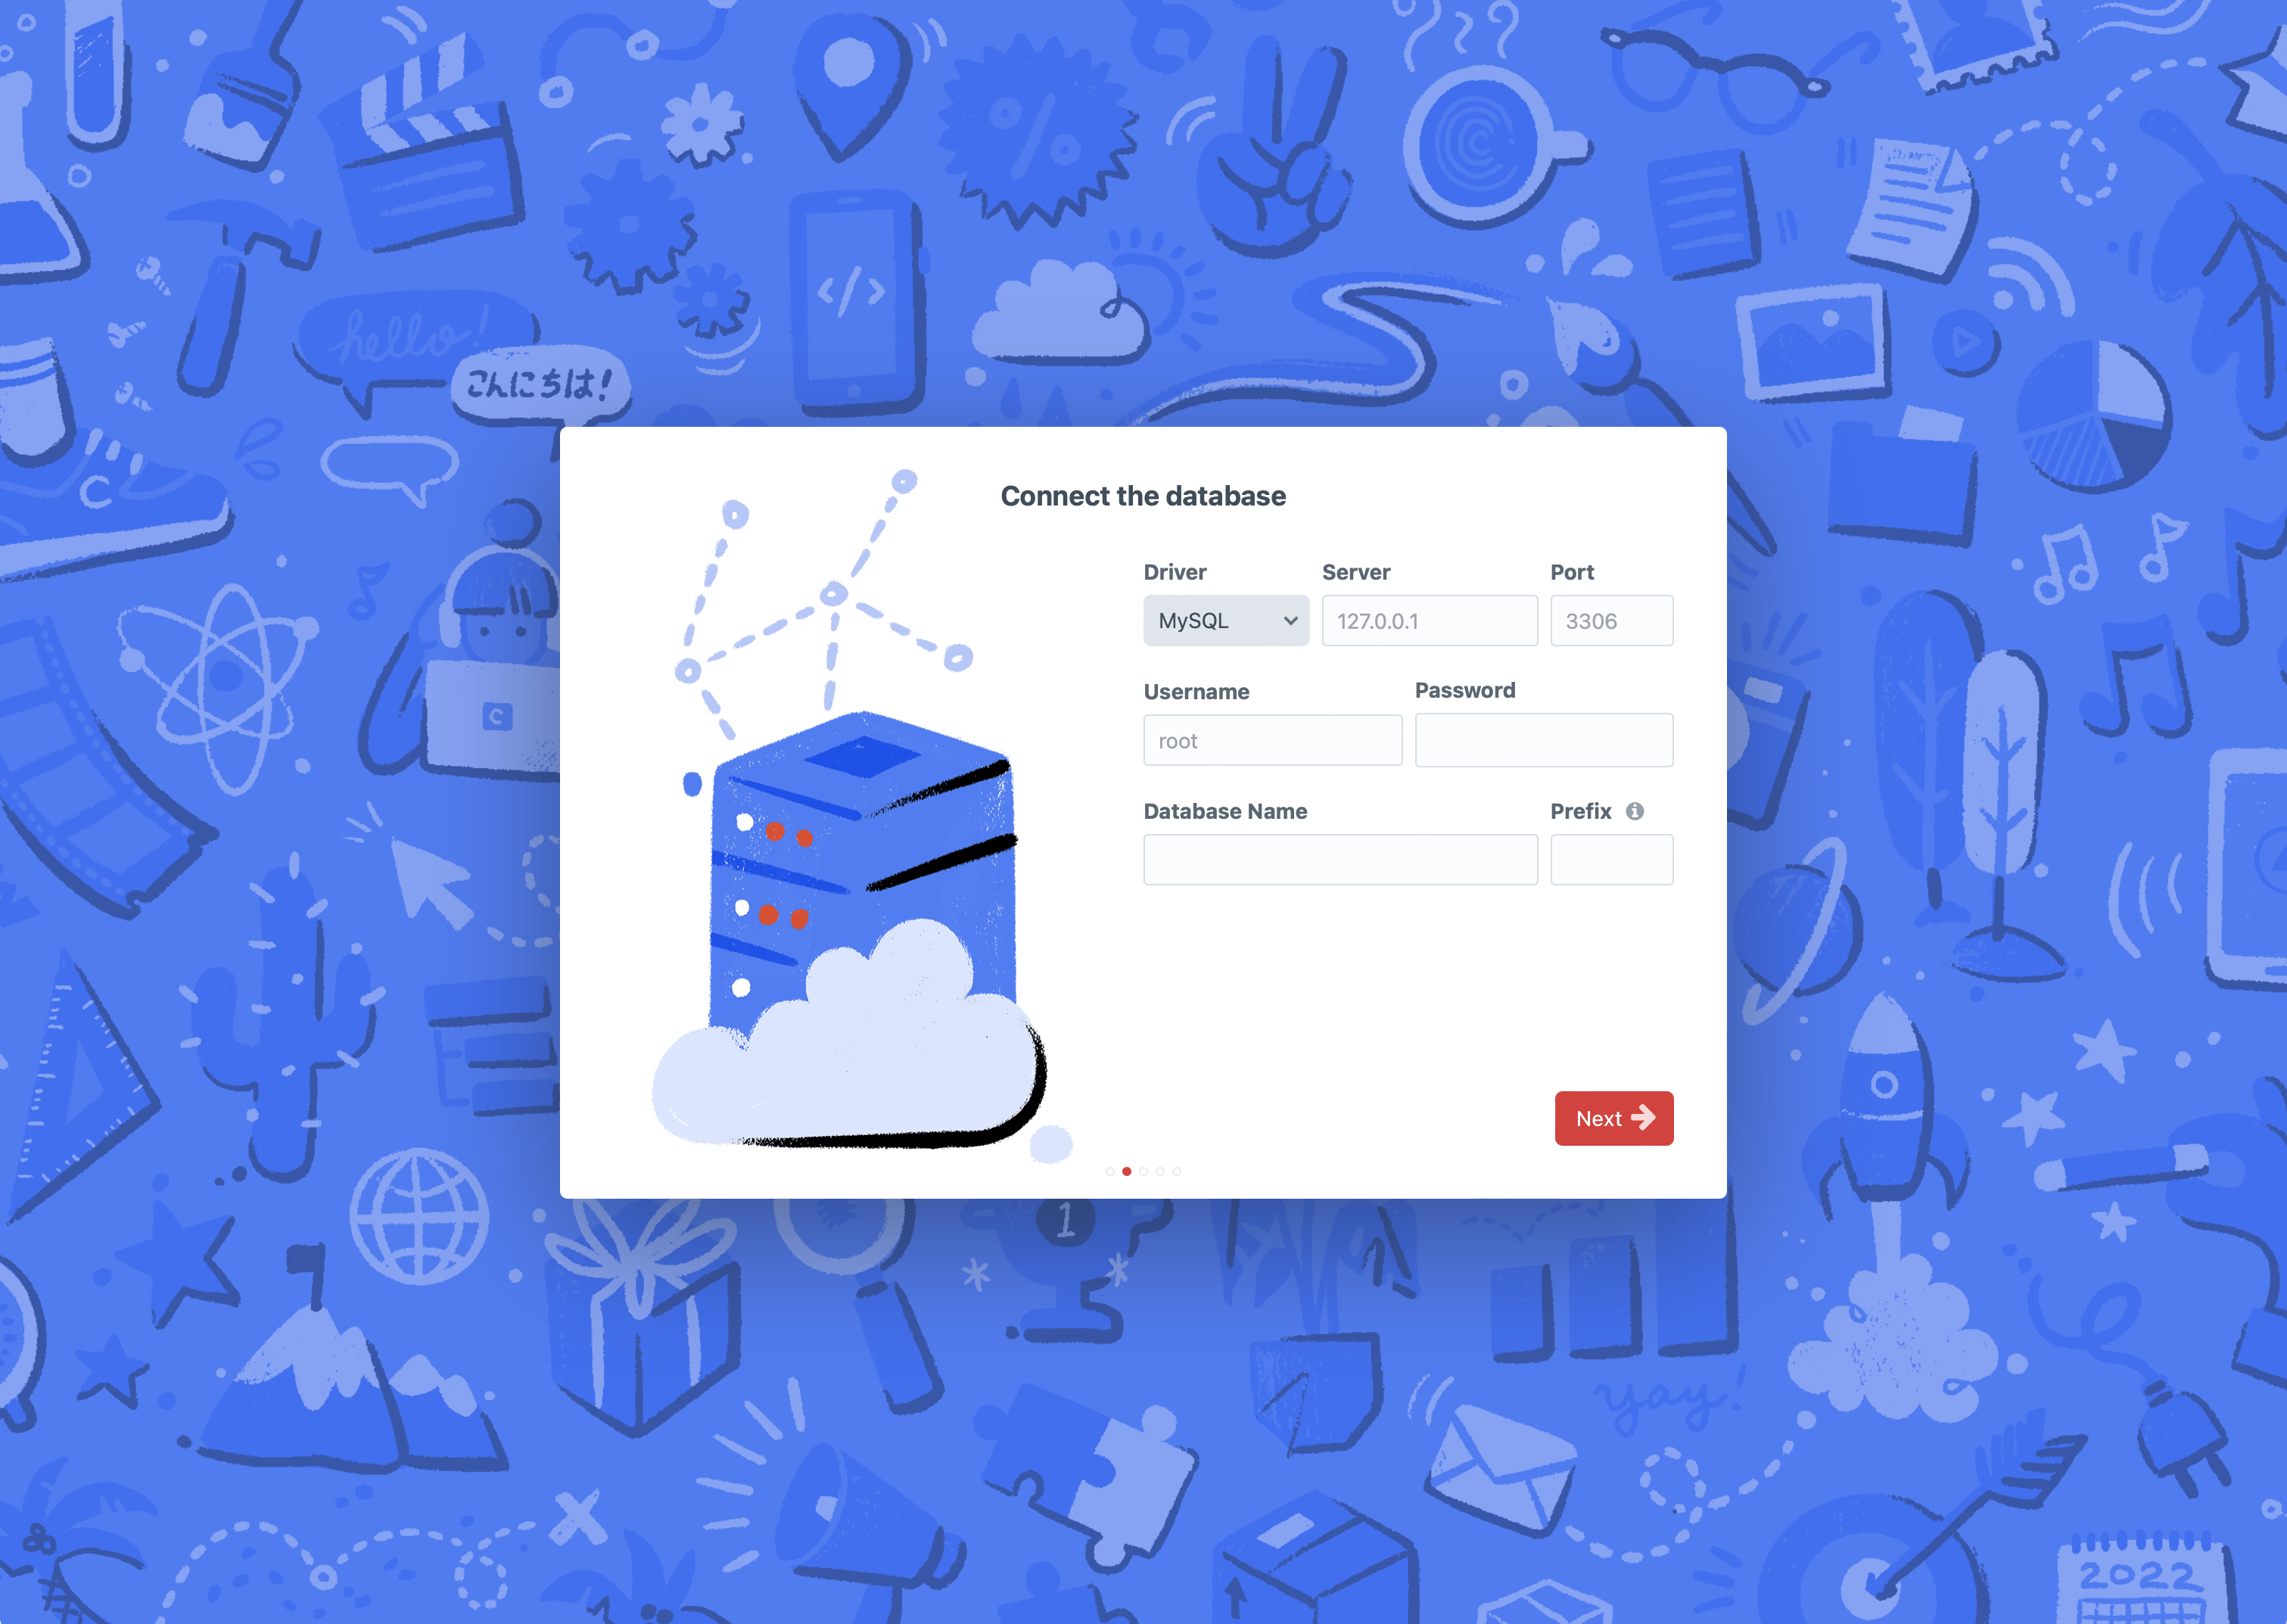 hello!
こんにちは!
</>
C
C
Connect the database
Driver
Server
Port
MySQL
127.0.0.1
3306
Username
Password
root
Database Name
Prefix
Next
1
yay!
2022